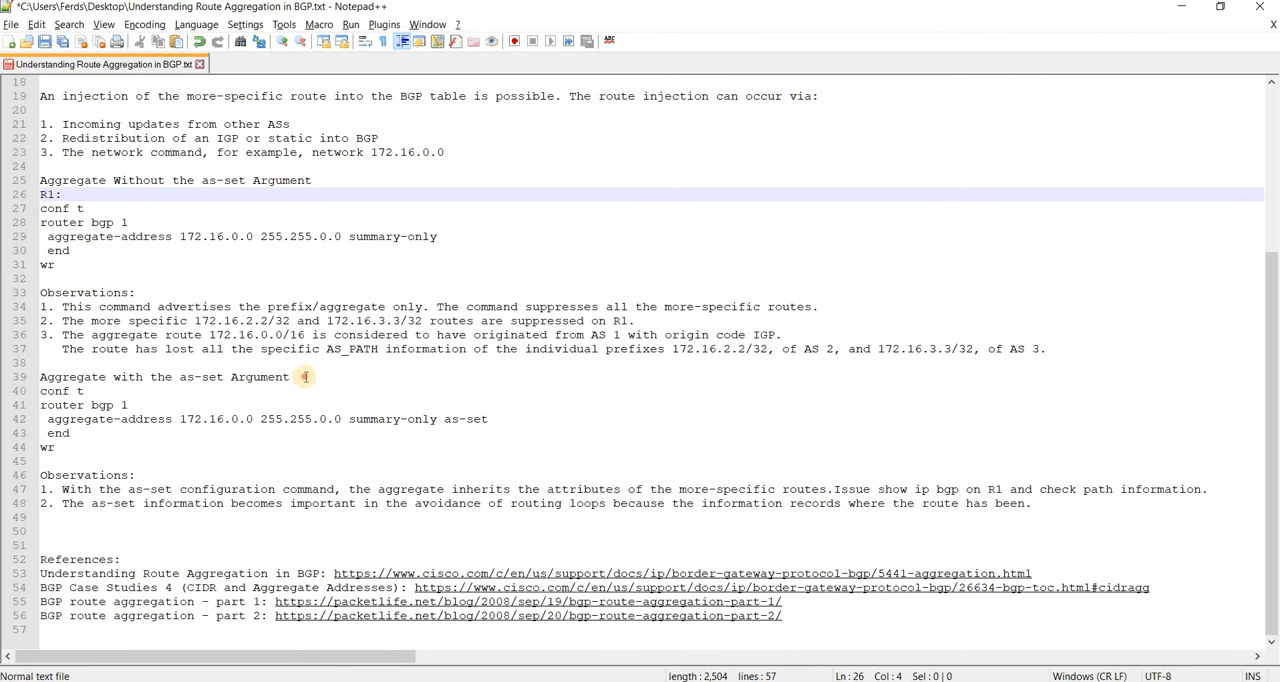 *C:\Users\Ferds\Desktop\Understanding Route Aggregation in BGP.txt - Notepad++
File Edit Search View Encoding Language Settings Tools Macro Run Plugins Window ? X
ABC
Understanding Route Aggregation in BGP.txt
18
19 An injection of the more-specific route into the BGP table is possible. The route injection can occur via:
20
21 1. Incoming updates from other ASs
22 2. Redistribution of an IGP or static into BGP
23 3. The network command, for example, network 172.16.0.0
24
25 Aggregate Without the as-set Argument
26 R1:
27 conf t
28 router bgp 1
29 aggregate-address 172.16.0.0 255.255.0.0 summary-only
30 end
31 wr
32
33 Observations:
34 1. This command advertises the prefix/aggregate only. The command suppresses all the more-specific routes.
35 2. The more specific 172.16.2.2/32 and 172.16.3.3/32 routes are suppressed on R1.
36 3. The aggregate route 172.16.0.0/16 is considered to have originated from AS 1 with origin code IGP.
37 The route has lost all the specific AS_PATH information of the individual prefixes 172.16.2.2/32, of AS 2, and 172.16.3.3/32, of AS 3.
38
39 Aggregate with the as-set Argument
40 conf t
41 router bgp 1
42 aggregate-address 172.16.0.0 255.255.0.0 summary-only as-set
43 end
44 wr
45
46 Observations:
47 1. With the as-set configuration command, the aggregate inherits the attributes of the more-specific routes.Issue show ip bgp on R1 and check path information.
48 2. The as-set information becomes important in the avoidance of routing loops because the information records where the route has been.
49
50
51
52 References:
53 Understanding Route Aggregation in BGP: https://www.cisco.com/c/en/us/support/docs/ip/border-gateway-protocol-bgp/5441-aggregation.html
54 BGP Case Studies 4 (CIDR and Aggregate Addresses): https://www.cisco.com/c/en/us/support/docs/ip/border-gateway-protocol-bgp/26634-bgp-toc.html#cidragg
55 BGP route aggregation - part 1: https://packetlife.net/blog/2008/sep/19/bgp-route-aggregation-part-1/
56 BGP route aggregation - part 2: https://packetlife.net/blog/2008/sep/20/bgp-route-aggregation-part-2/
57
Normal text file length : 2,504 lines : 57 Ln : 26 Col : 4 Sel : 0 | 0 Windows (CR LF) UTF-8 INS